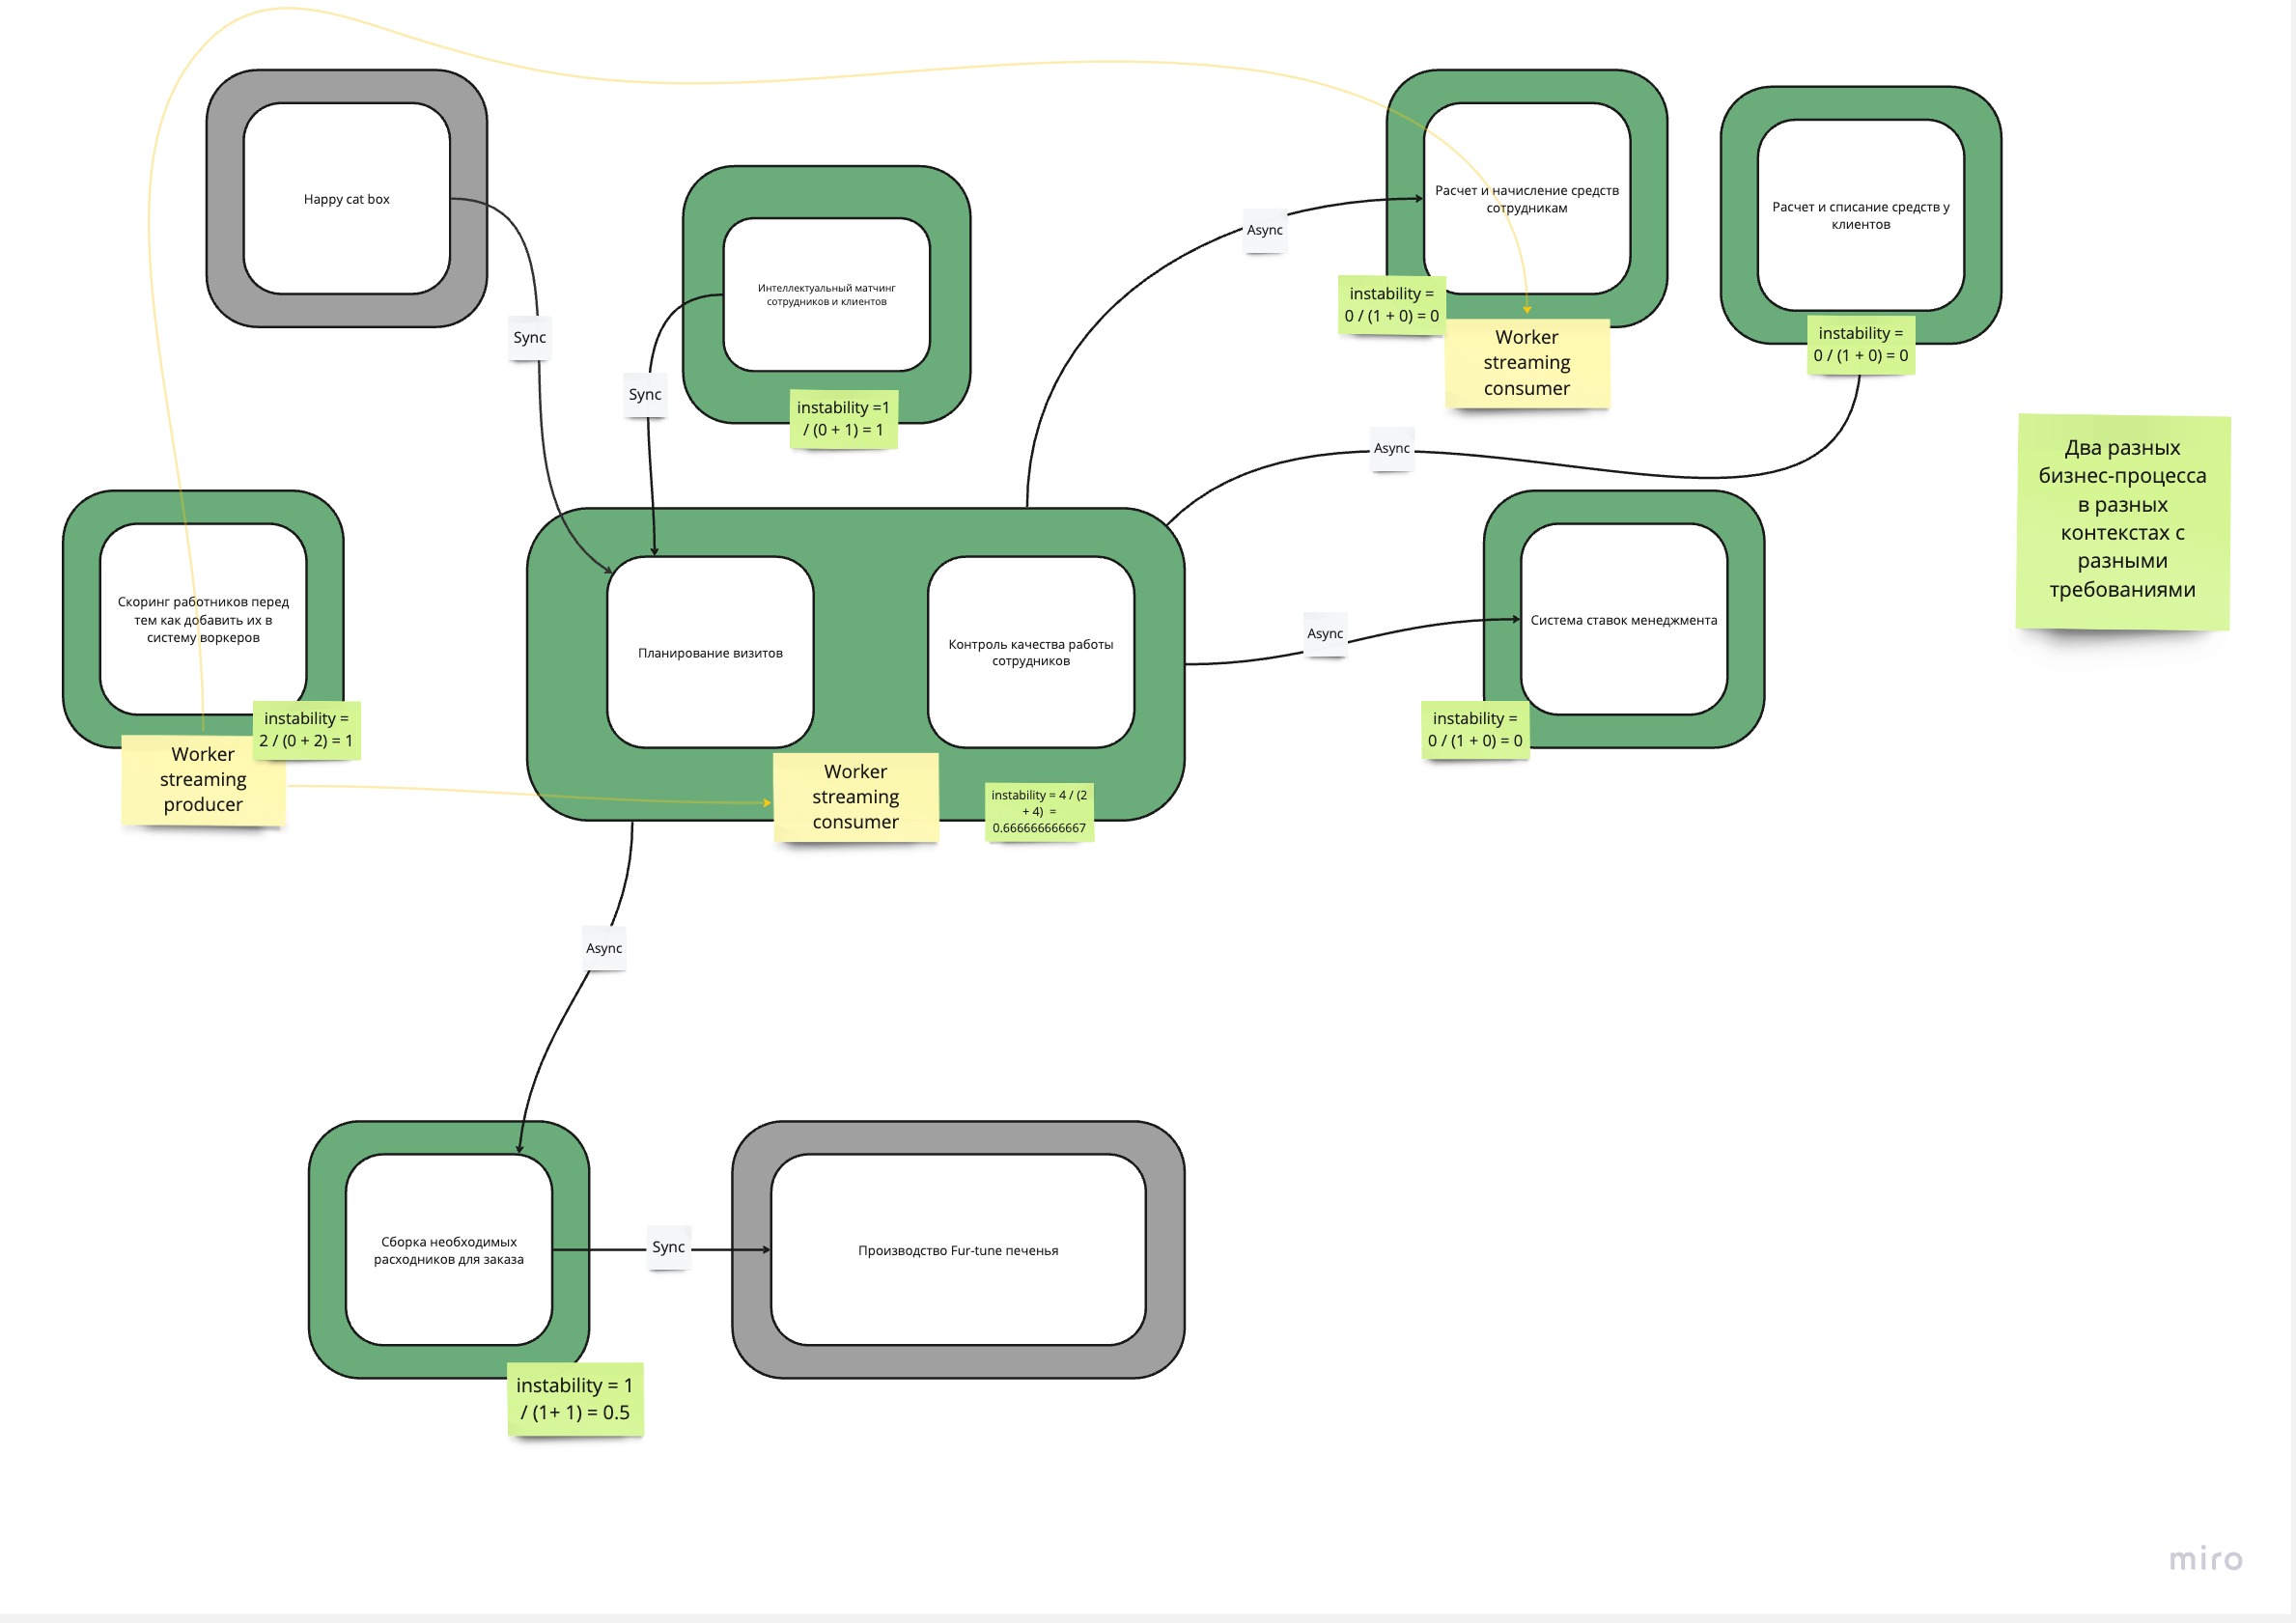 Happy cat box
Sync
Интеллектуальный матчинг
сотрудников и клиентов
Sync
instability =1
/ (0 + 1) = 1
Async
Расчет и начисление средств
сотрудникам
instability =
0 / (1 + 0) = 0
Worker
streaming
consumer
Расчет и списание средств у
клиентов
instability =
0 / (1 + 0) = 0
Async
Два разных
бизнес-процесса
в разных
контекстах с
разными
требованиями
Скоринг работников перед
тем как добавить их в
систему воркеров
instability =
2 / (0 + 2) = 1
Worker
streaming
producer
Планирование визитов
Контроль качества работы
сотрудников
Worker
streaming
consumer
instability = 4 / (2
+ 4) =
0.666666666667
Async
Система ставок менеджмента
instability =
0 / (1 + 0) = 0
Async
Сборка необходимых
расходников для заказа
Sync
Производство Fur-tune печенья
instability = 1
/ (1+ 1) = 0.5
miro